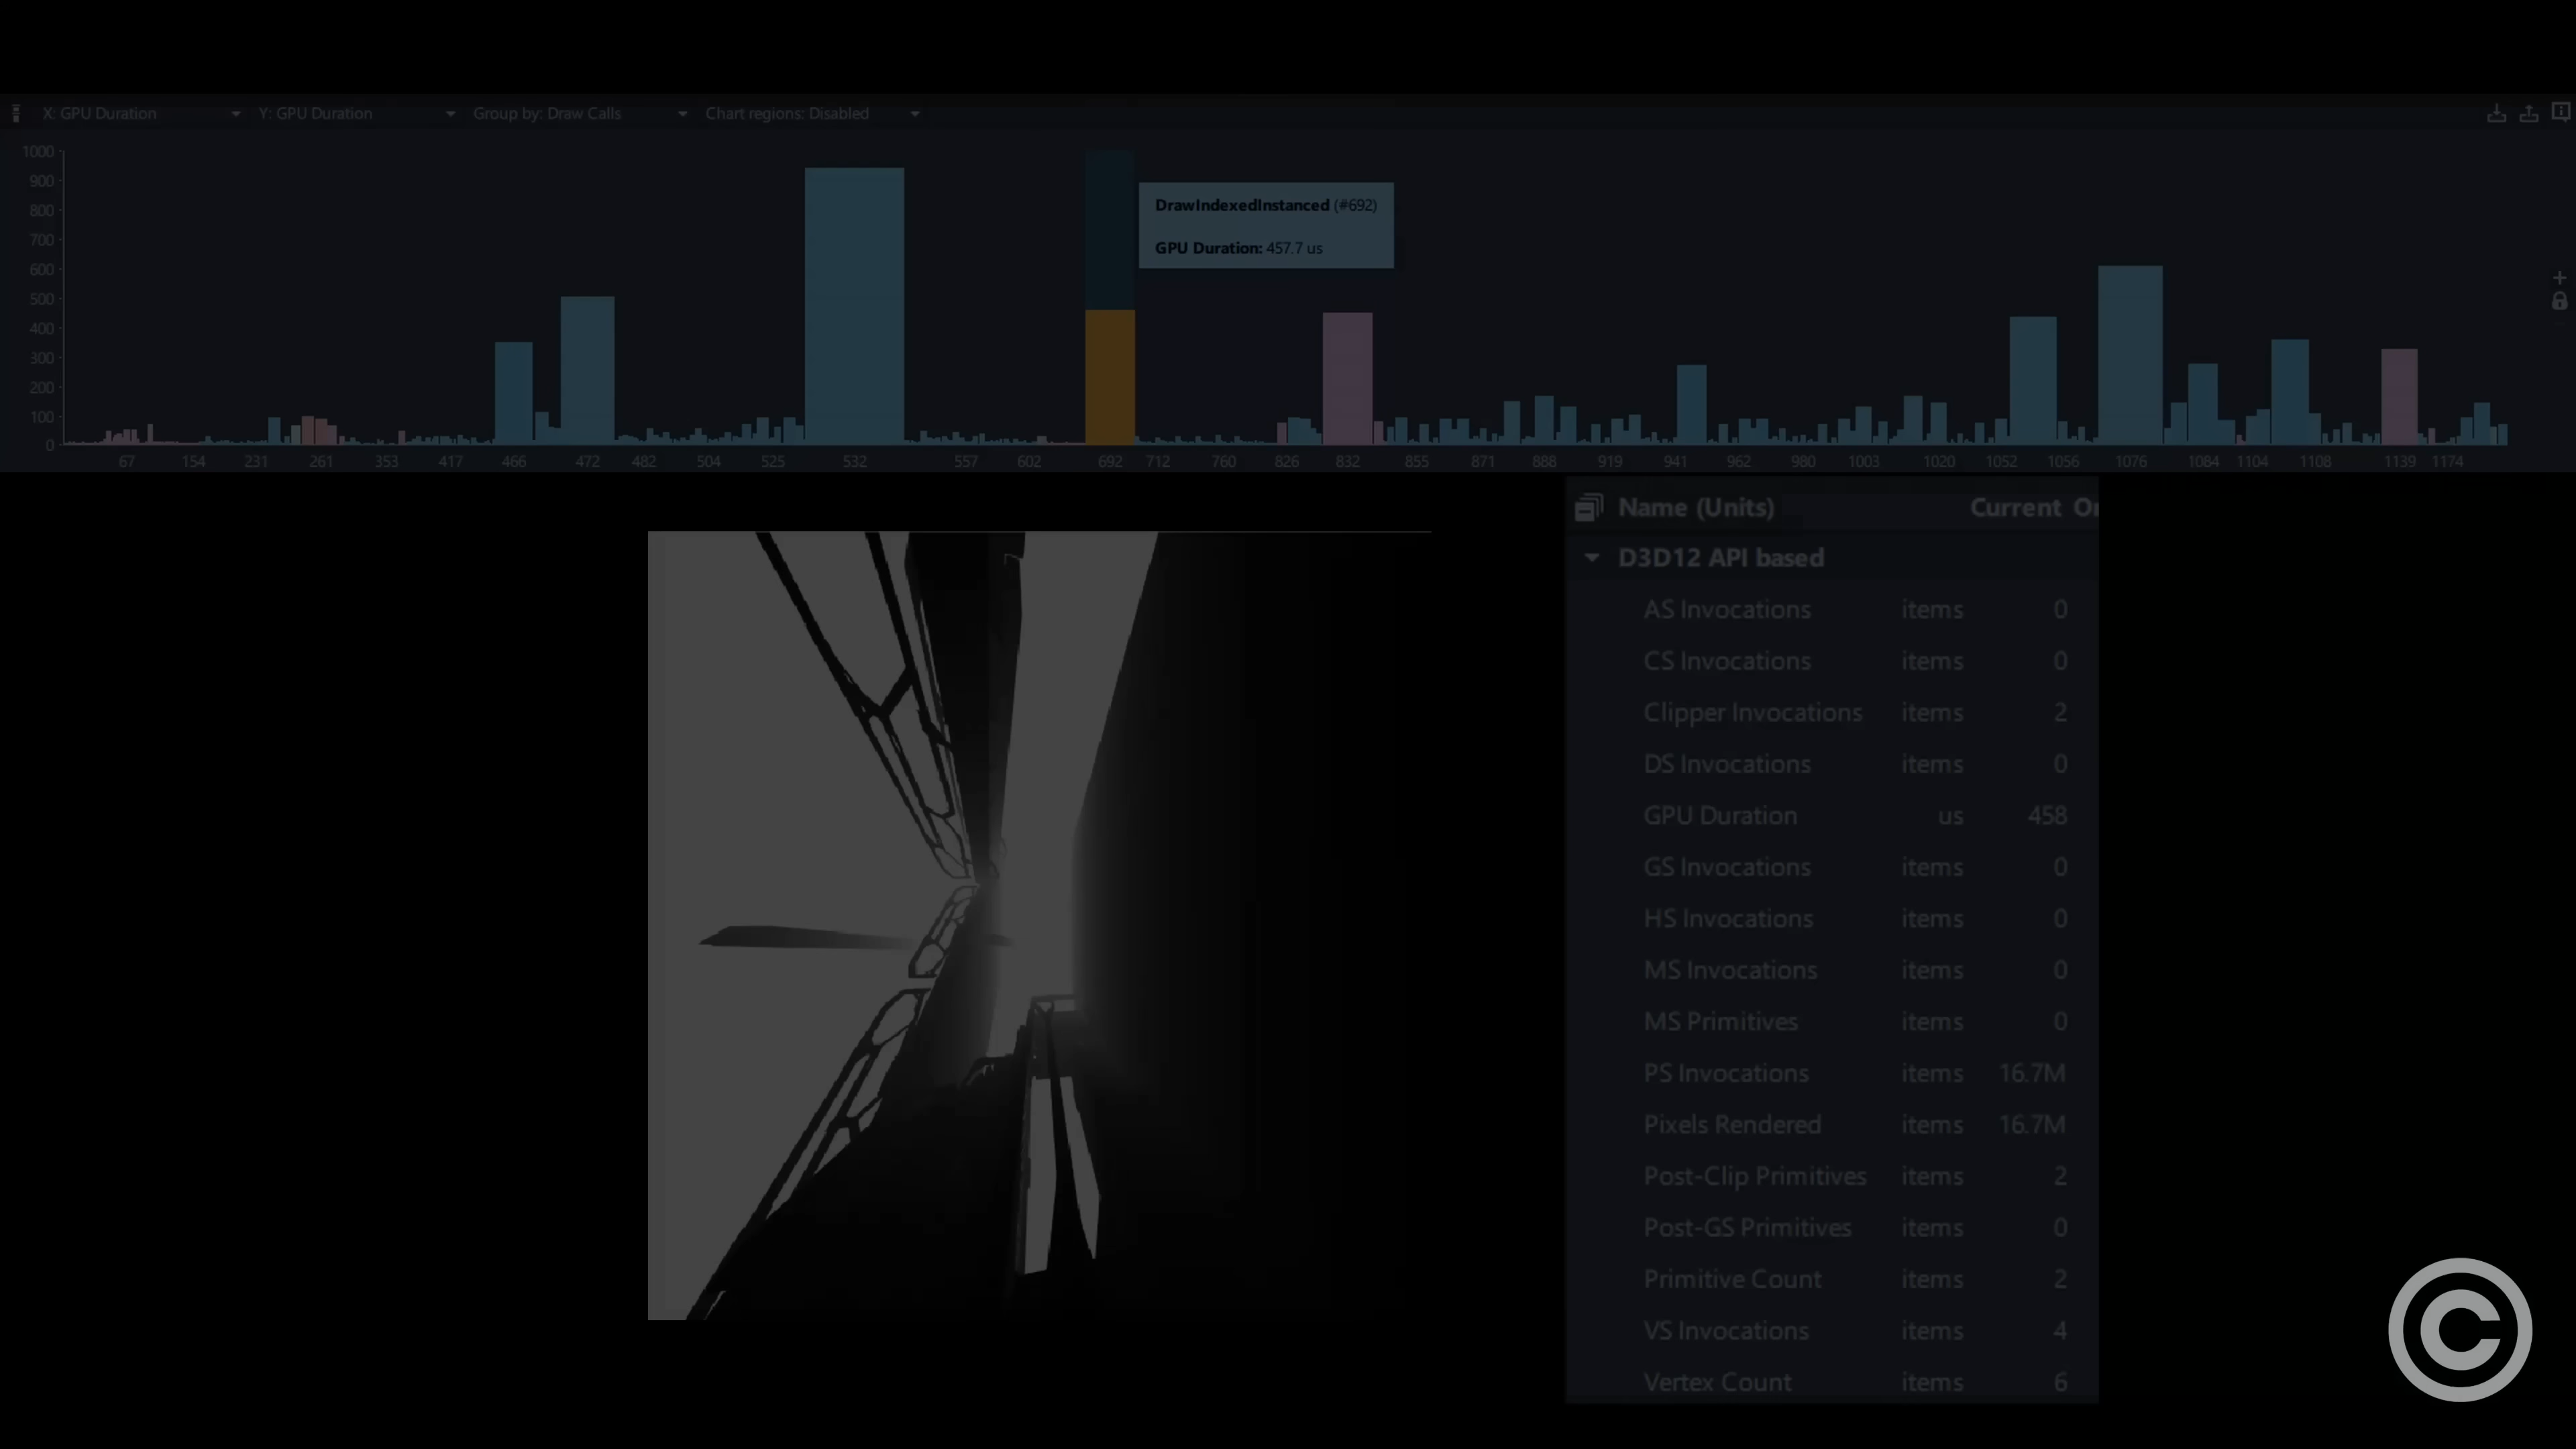 X: GPU Duration Y: GPU Duration Group by: Draw Calls Chart regions: Disabled
1000
900
800
700
600
500
400
300
200
100
0
DrawIndexedInstanced (#692)
GPU Duration: 457.7 us
67 154 231 261 353 417 466 472 482 504 525 532 557 602 692 712 760 826 832 855 871 888 919 941 962 980 1003 1020 1052 1056 1076 1084 1104 1108 1139 1174
Name (Units) Current
D3D12 API based
AS Invocations items 0
CS Invocations items 0
Clipper Invocations items 2
DS Invocations items 0
GPU Duration us 458
GS Invocations items 0
HS Invocations items 0
MS Invocations items 0
MS Primitives items 0
PS Invocations items 16.7M
Pixels Rendered items 16.7M
Post-Clip Primitives items 2
Post-GS Primitives items 0
Primitive Count items 2
VS Invocations items 4
Vertex Count items 6